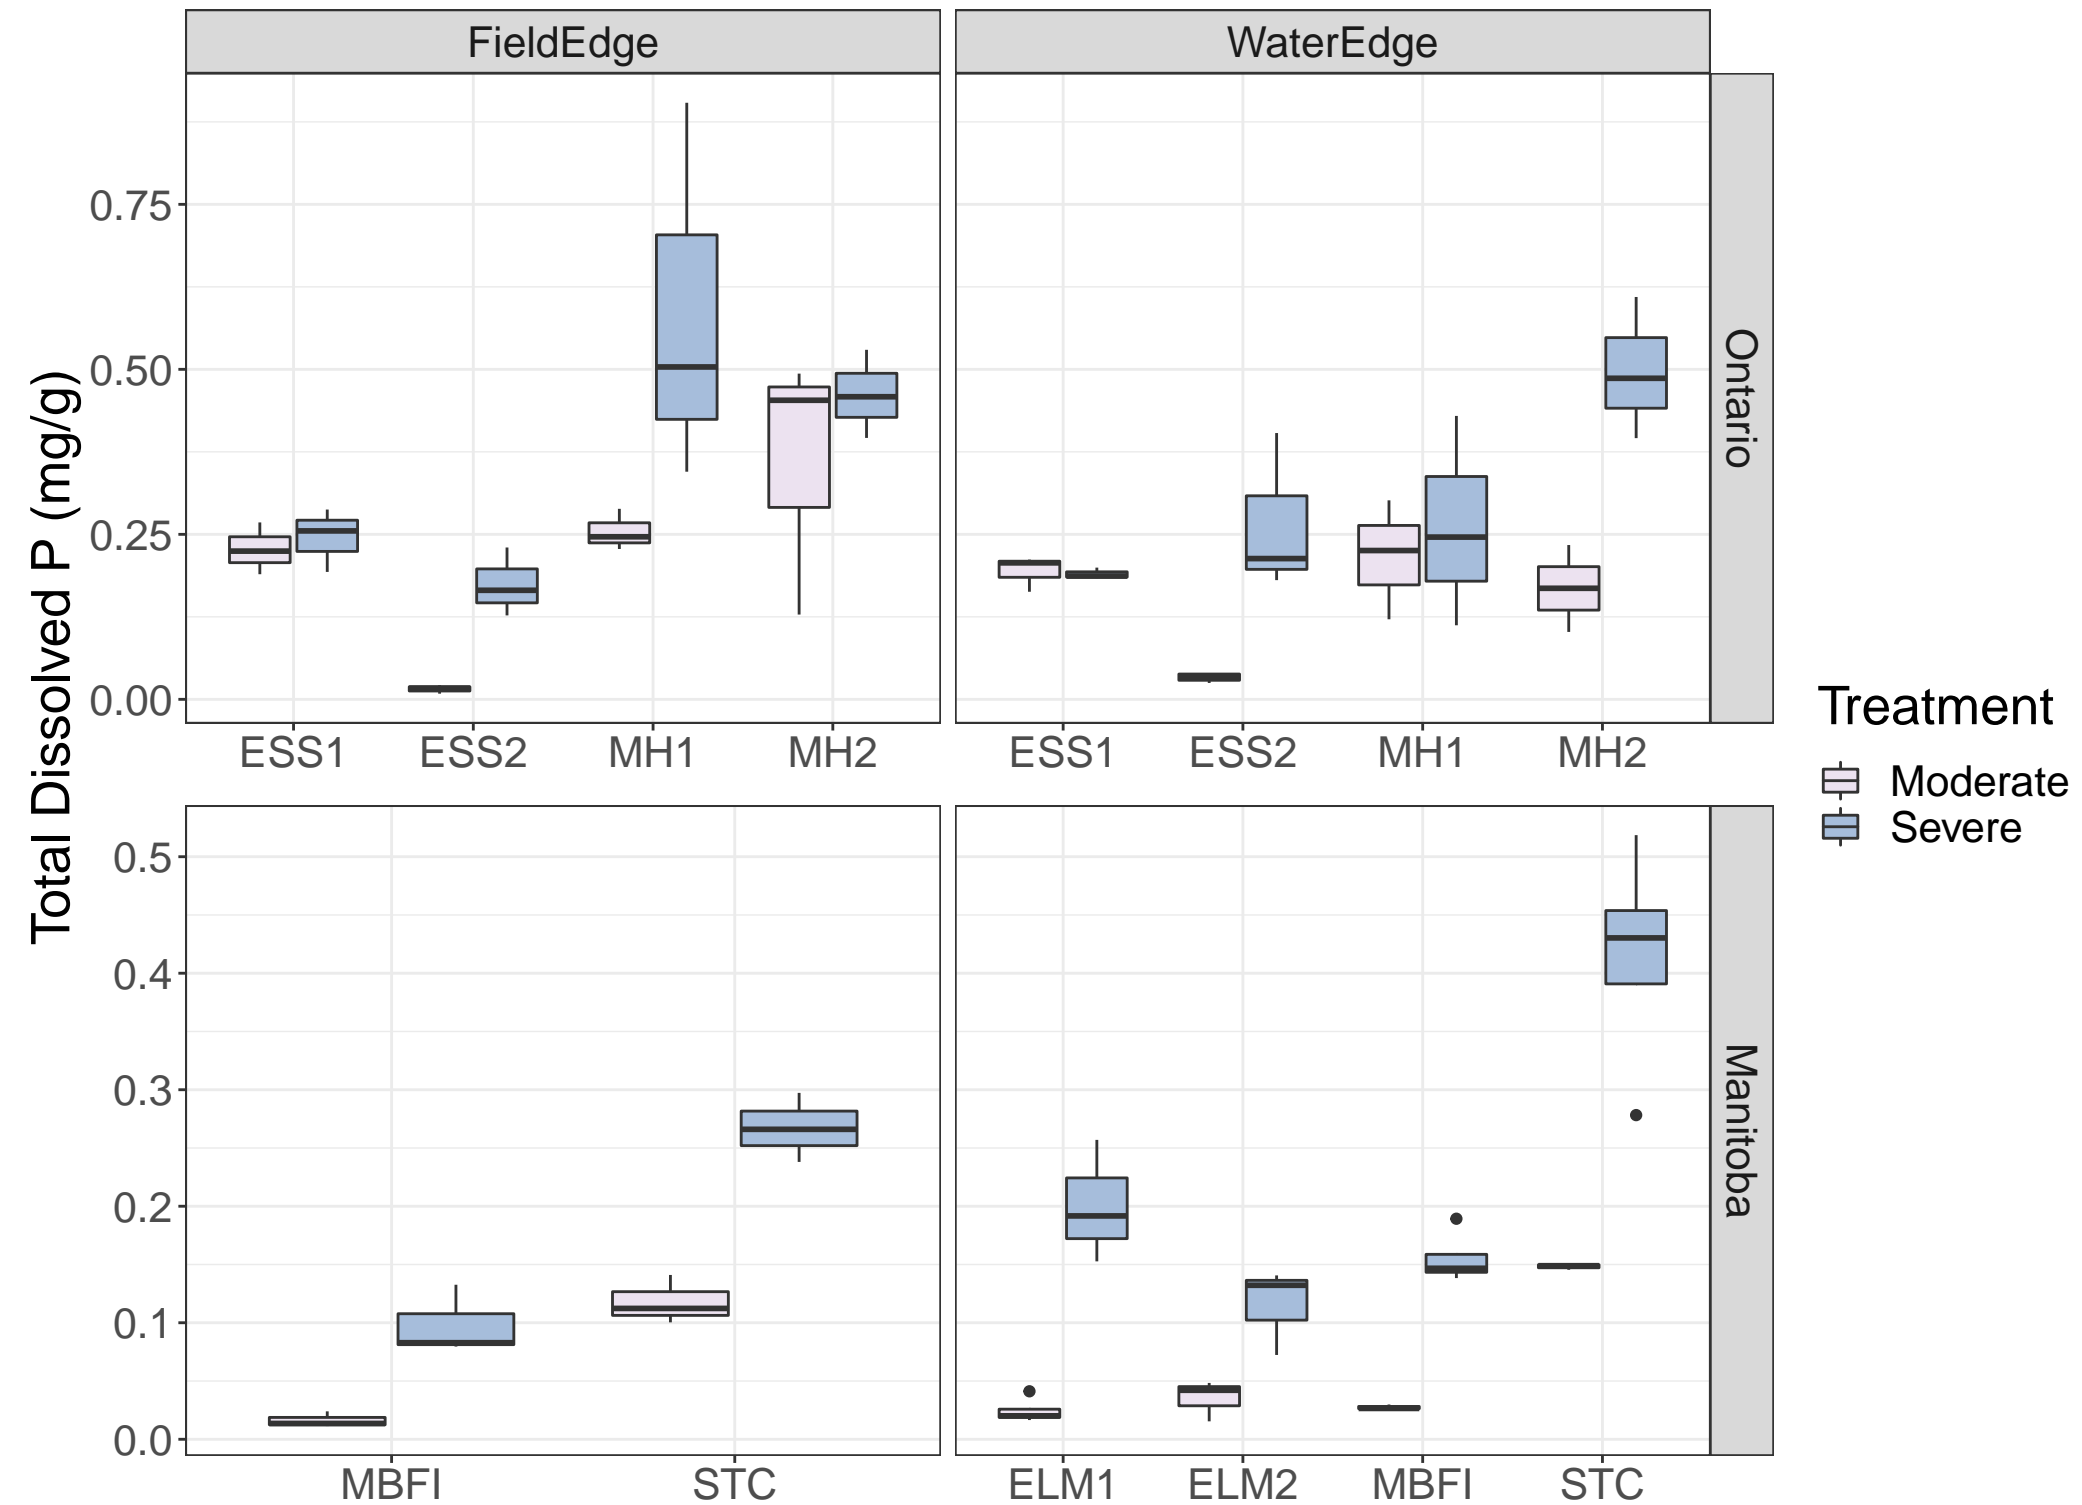 FieldEdge
WaterEdge
Total Dissolved P (mg/g)
0.75
0.50
0.25
0.00
Ontario
ESS1
ESS2
MH1
MH2
ESS1
ESS2
MH1
MH2
Treatment
Moderate
Severe
0.5
0.4
0.3
0.2
0.1
0.0
Manitoba
MBFI
STC
ELM1
ELM2
MBFI
STC